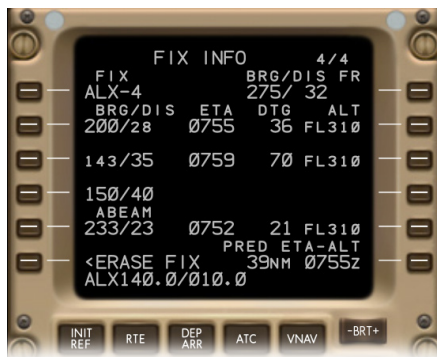 FIX INFO 4/4
FIX BRG/DIS FR
ALX-4 275/ 32
BRG/DIS ETA DTG ALT
200/28 0755 36 FL310
143/35 0759 70 FL310
150/40
ABEAM
233/23 0752 21 FL310
PRED ETA-ALT
<ERASE FIX 39NM 0755Z
ALX140.0/010.0
INIT REF RTE DEP ARR ATC VNAV -BRT+